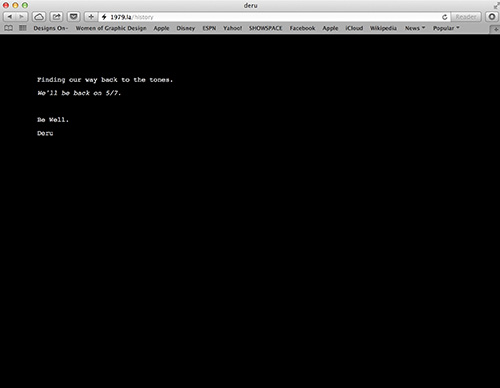 deru
1979.la/history
Reader
Designs On– Women of Graphic Design Apple Disney ESPN Yahoo! SHOWSPACE Facebook Apple iCloud Wikipedia News Popular
Finding our way back to the tones.
We'll be back on 5/7.
Be Well.
Deru